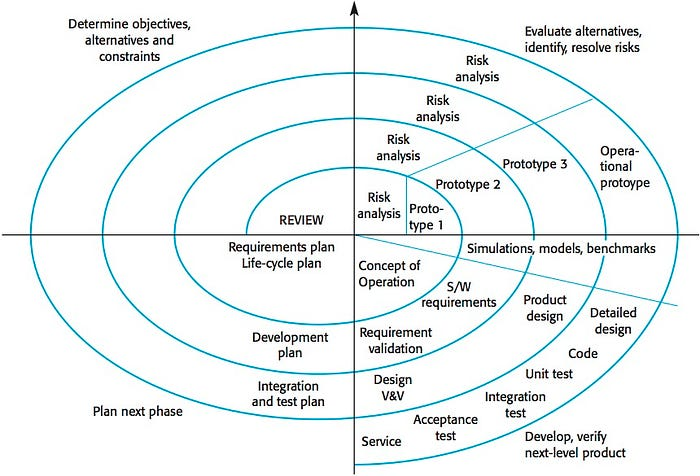 Determine objectives,
alternatives and
constraints
Evaluate alternatives,
identify, resolve risks
Risk
analysis
Risk
analysis
Risk
analysis
Risk
analysis
Proto-
type 1
Prototype 2
Prototype 3
Opera-
tional
protoype
REVIEW
Requirements plan
Life-cycle plan
Simulations, models, benchmarks
Concept of
Operation
S/W
requirements
Product
design
Detailed
design
Development
plan
Requirement
validation
Code
Unit test
Integration
and test plan
Design
V&V
Integration
test
Plan next phase
Acceptance
test
Service
Develop, verify
next-level product